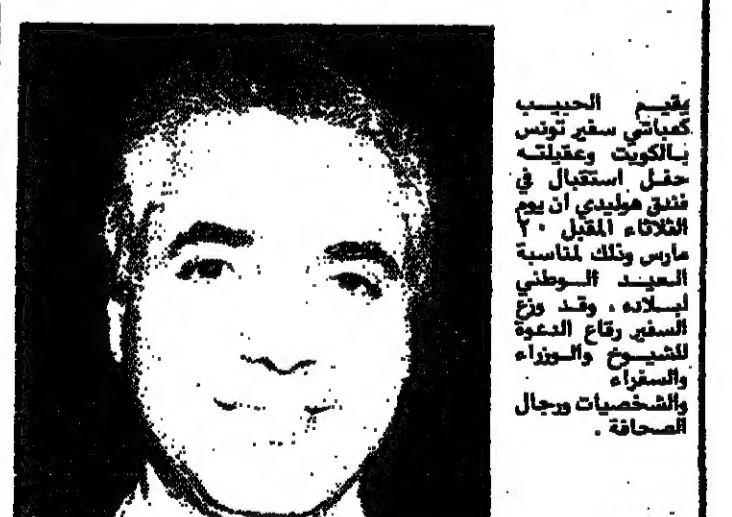 يقيم الحبيب
كعباشي سفير تونس
بالكويت وعقيلته
حفل استقبال في
فندق هوليدي ان يوم
الثلاثاء المقبل ٢٠
مارس وذلك لمناسبة
العيد الوطني
لبلاده ، وقد وزع
السفير رقاع الدعوة
للشيوخ والوزراء
والسفراء
والشخصيات ورجال
الصحافة .